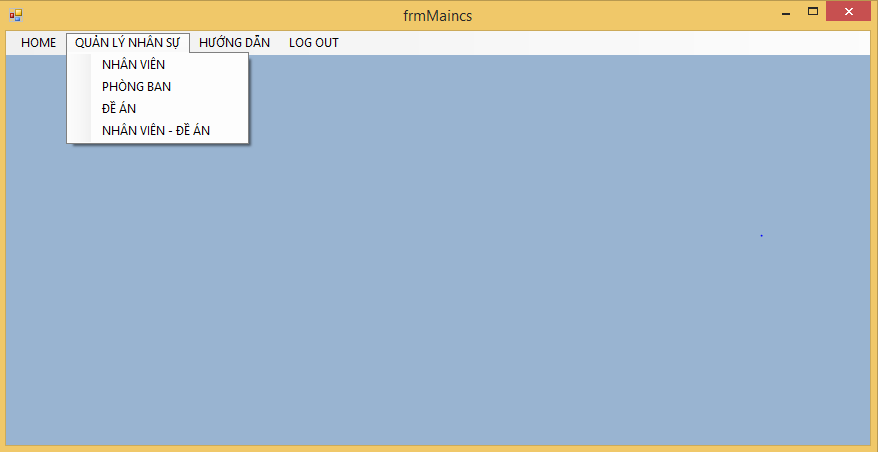 frmMaincs
HOME QUẢN LÝ NHÂN SỰ HƯỚNG DẪN LOG OUT
NHÂN VIÊN
PHÒNG BAN
ĐỀ ÁN
NHÂN VIÊN - ĐỀ ÁN